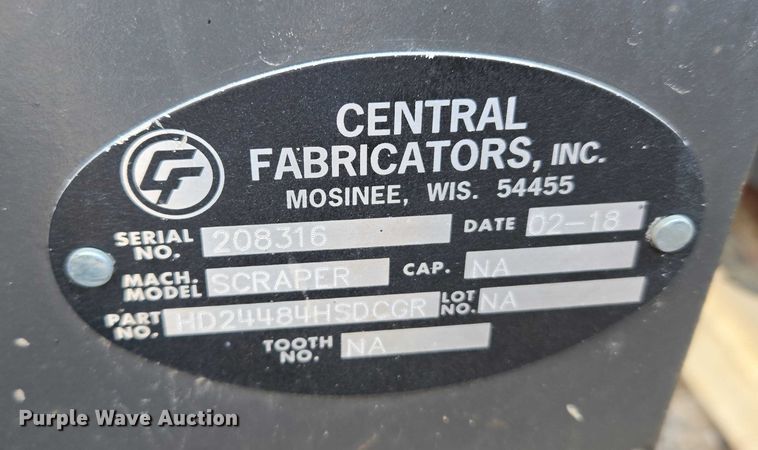 CENTRAL
FABRICATORS, INC.
MOSINEE, WIS. 54455
SERIAL NO. 208316 DATE 02-18
MACH. MODEL SCRAPER CAP. NA
PART NO. HD24484HSDCGR LOT NO. NA
TOOTH NO. NA
Purple Wave Auction